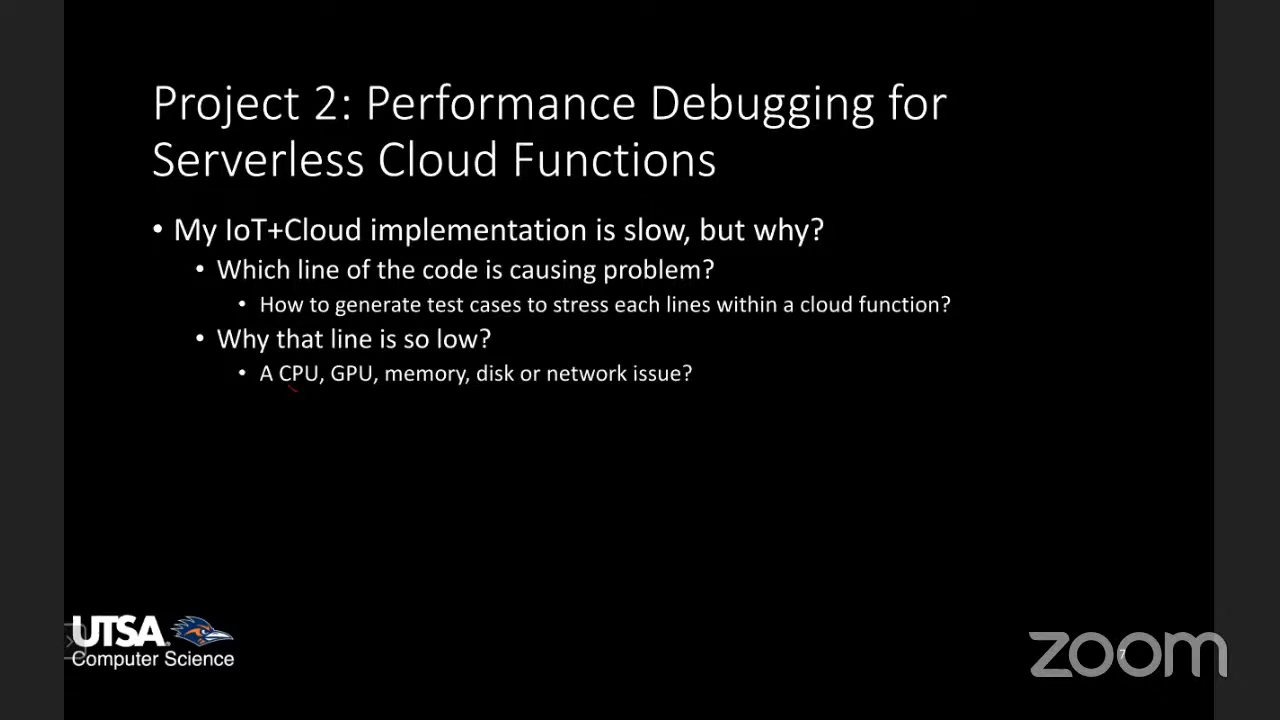 Project 2: Performance Debugging for
Serverless Cloud Functions
• My IoT+Cloud implementation is slow, but why?
• Which line of the code is causing problem?
• How to generate test cases to stress each lines within a cloud function?
• Why that line is so low?
• A CPU, GPU, memory, disk or network issue?
UTSA
Computer Science
zoom
7